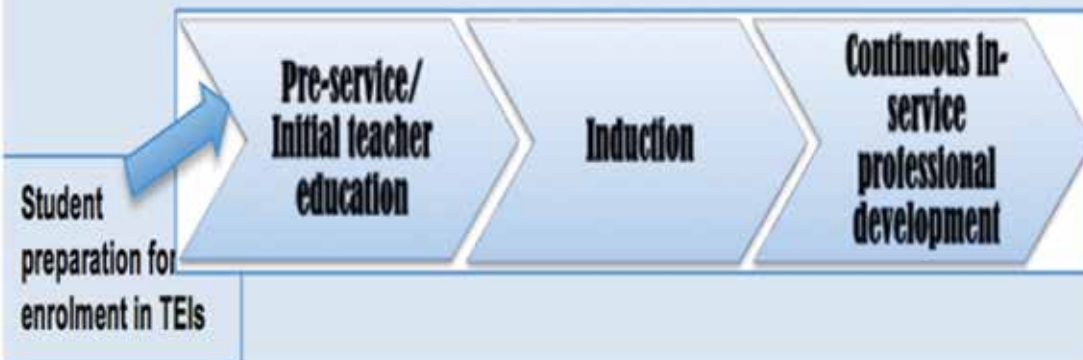 Pre-service/
Initial teacher
education
Induction
Continuous in-
service
professional
development
Student
preparation for
enrolment in TEIs